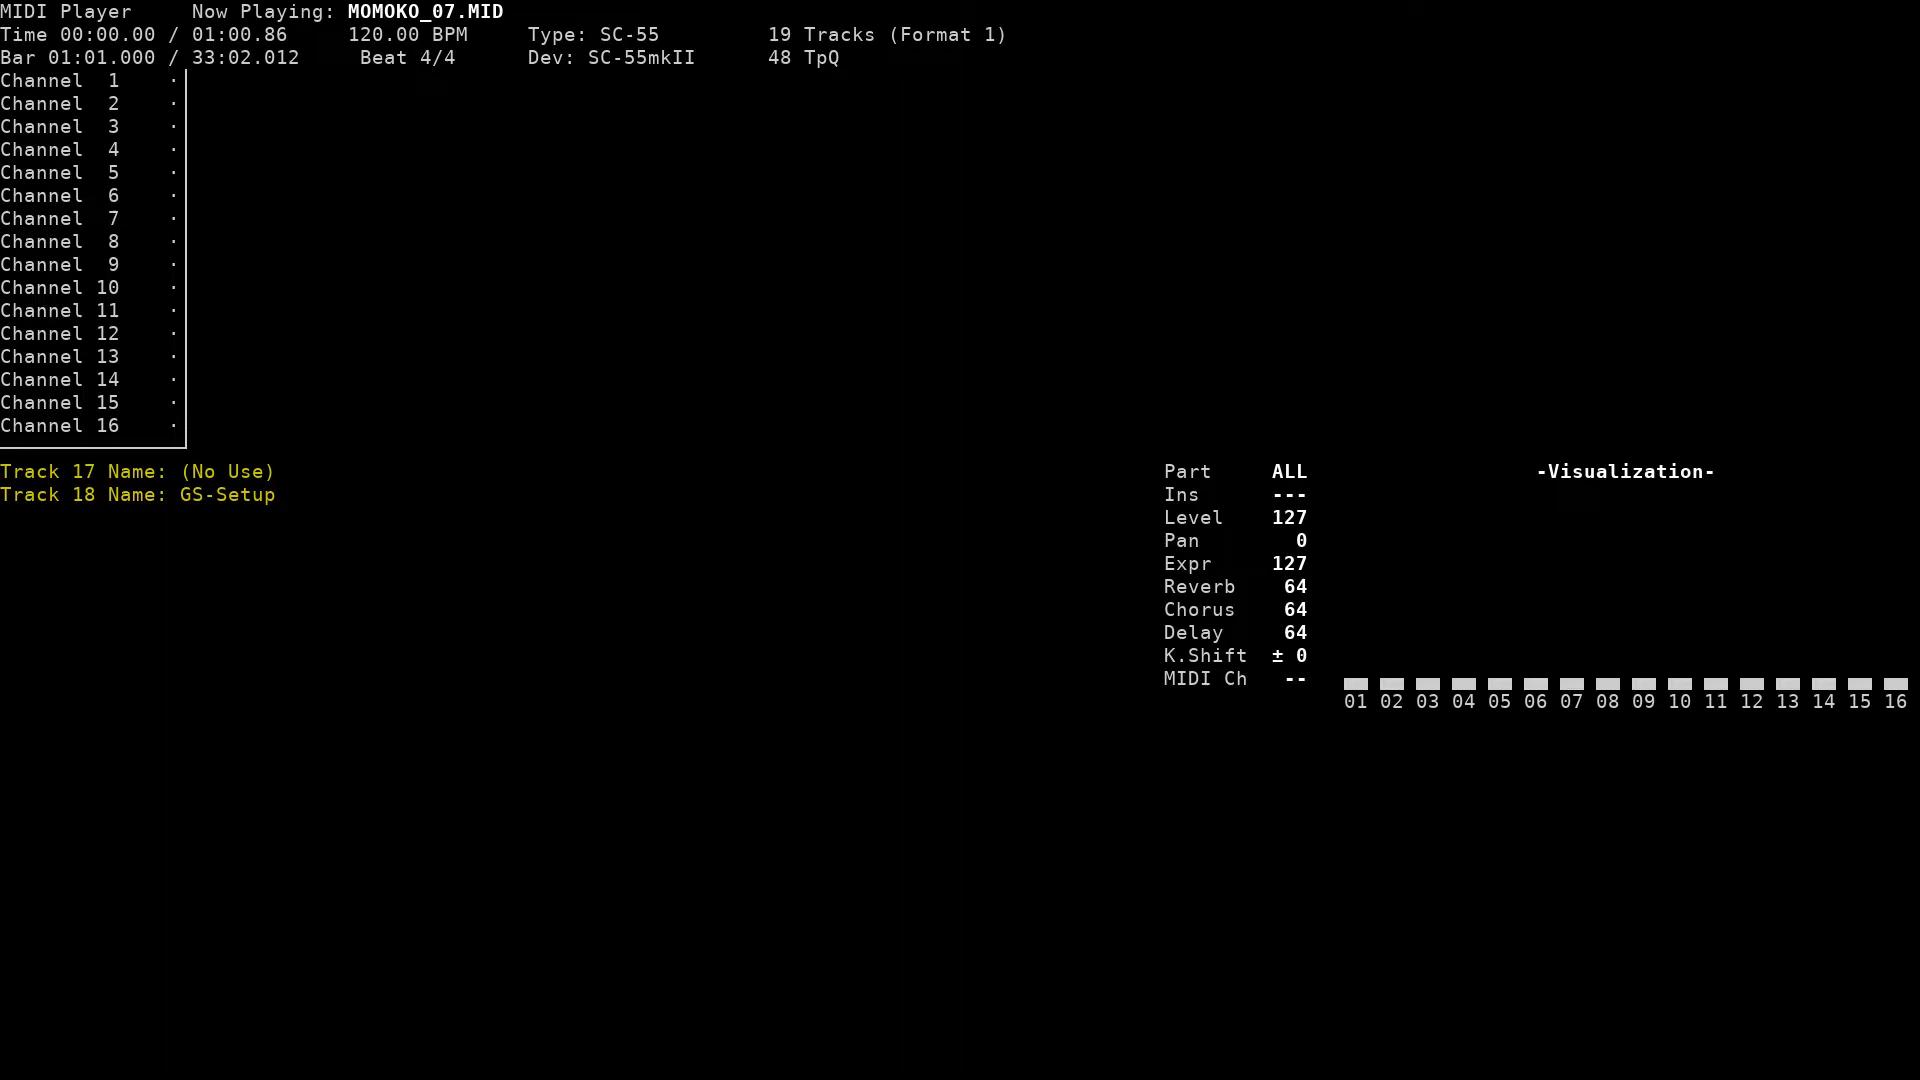 MIDI Player Now Playing: MOMOKO_07.MID
Time 00:00.00 / 01:00.86 120.00 BPM Type: SC-55 19 Tracks (Format 1)
Bar 01:01.000 / 33:02.012 Beat 4/4 Dev: SC-55mkII 48 TpQ
Channel 1 ·
Channel 2 ·
Channel 3 ·
Channel 4 ·
Channel 5 ·
Channel 6 ·
Channel 7 ·
Channel 8 ·
Channel 9 ·
Channel 10 ·
Channel 11 ·
Channel 12 ·
Channel 13 ·
Channel 14 ·
Channel 15 ·
Channel 16 ·
Track 17 Name: (No Use)
Track 18 Name: GS-Setup
Part ALL
Ins ---
Level 127
Pan 0
Expr 127
Reverb 64
Chorus 64
Delay 64
K.Shift ± 0
MIDI Ch --
-Visualization-
01 02 03 04 05 06 07 08 09 10 11 12 13 14 15 16